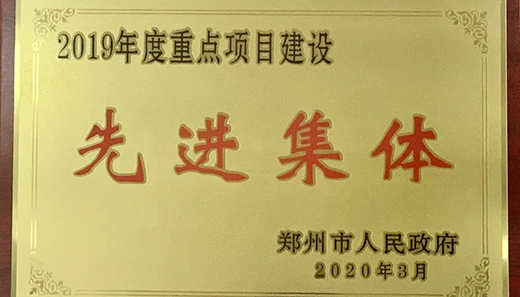 2019年度重点项目建设
先进集体
郑州市人民政府
2020年3月